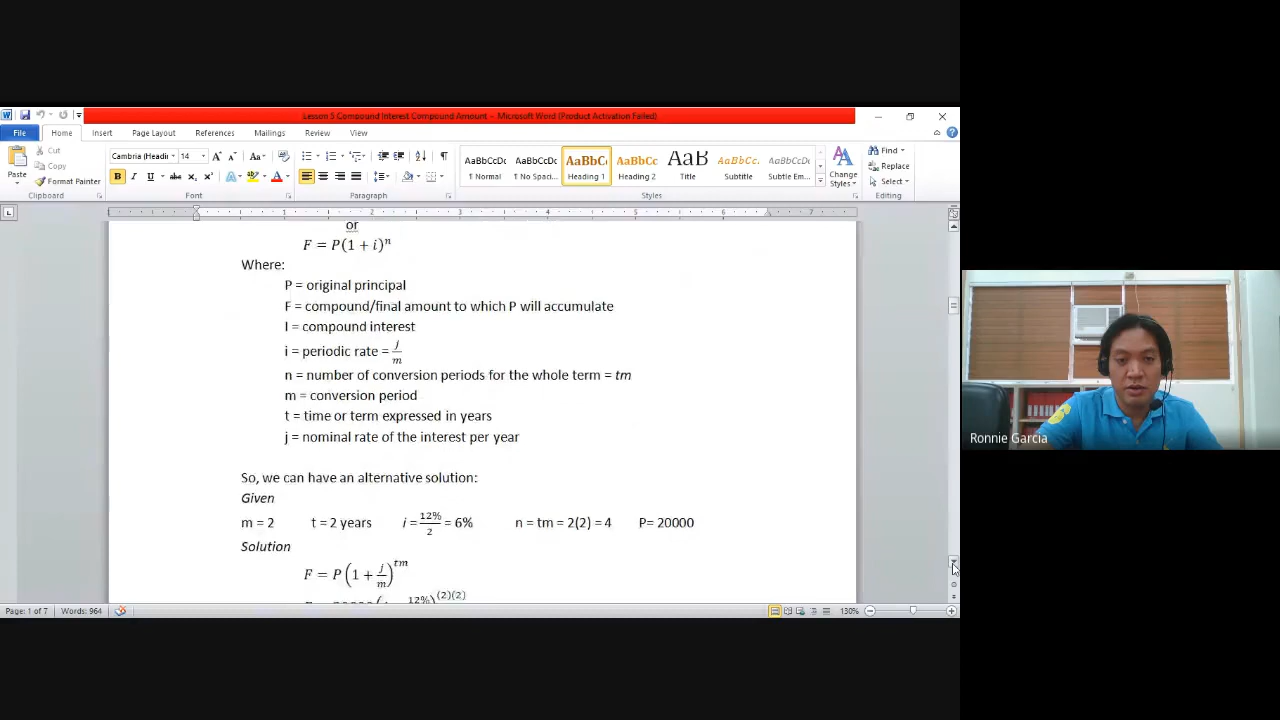 Lesson 5 Compound Interest Compound Amount - Microsoft Word (Product Activation Failed)
File Home Insert Page Layout References Mailings Review View
Cut
Copy
Paste
Format Painter
Clipboard
Cambria (Headin 14
Font
Paragraph
AaBbCcDc AaBbCcDc AaBbC AaBbCc AaB AaBbCc. AaBbCcDc
¶ Normal ¶ No Spaci... Heading 1 Heading 2 Title Subtitle Subtle Em...
Styles
Change Styles
Find
Replace
Select
Editing
or
F = P(1 + i)^n
Where:
P = original principal
F = compound/final amount to which P will accumulate
I = compound interest
i = periodic rate = j/m
n = number of conversion periods for the whole term = tm
m = conversion period
t = time or term expressed in years
j = nominal rate of the interest per year
So, we can have an alternative solution:
Given
m = 2 t = 2 years i = 12%/2 = 6% n = tm = 2(2) = 4 P= 20000
Solution
F = P(1 + j/m)^tm
12% (2)(2)
Page: 1 of 7 Words: 964 130%
Ronnie Garcia